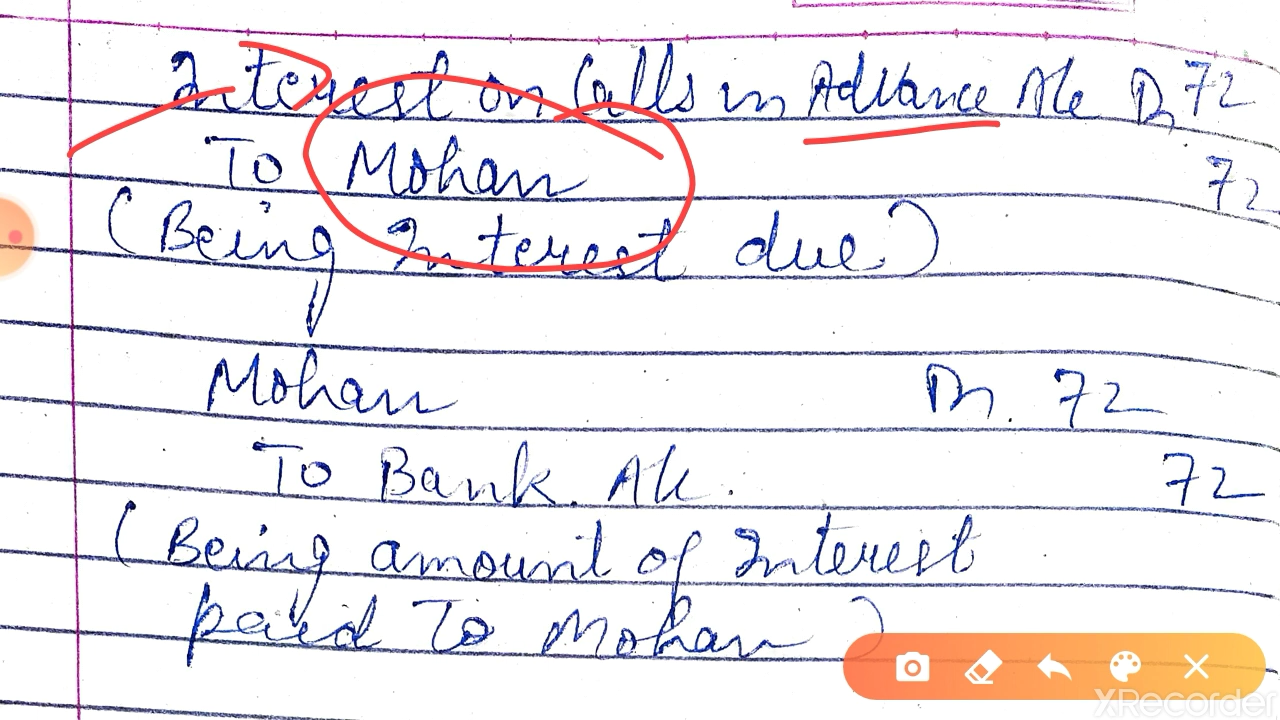 Interest on Calls in Advance A/c Dr 72
To Mohan 72
(Being Interest due)
Mohan Dr. 72
To Bank. A/c. 72
(Being amount of Interest
paid To Mohan)
XRecorder